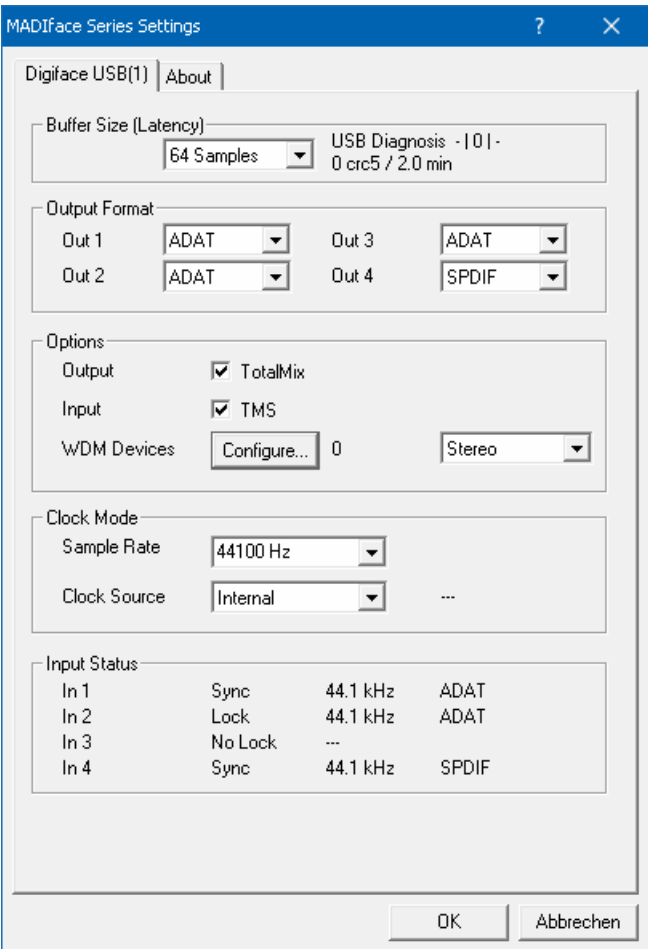 MADIface Series Settings ? ×
Digiface USB(1) About
Buffer Size (Latency)
64 Samples USB Diagnosis - | 0 | -
0 crc5 / 2.0 min
Output Format
Out 1 ADAT Out 3 ADAT
Out 2 ADAT Out 4 SPDIF
Options
Output TotalMix
Input TMS
WDM Devices Configure... 0 Stereo
Clock Mode
Sample Rate 44100 Hz
Clock Source Internal ---
Input Status
In 1 Sync 44.1 kHz ADAT
In 2 Lock 44.1 kHz ADAT
In 3 No Lock ---
In 4 Sync 44.1 kHz SPDIF
OK Abbrechen